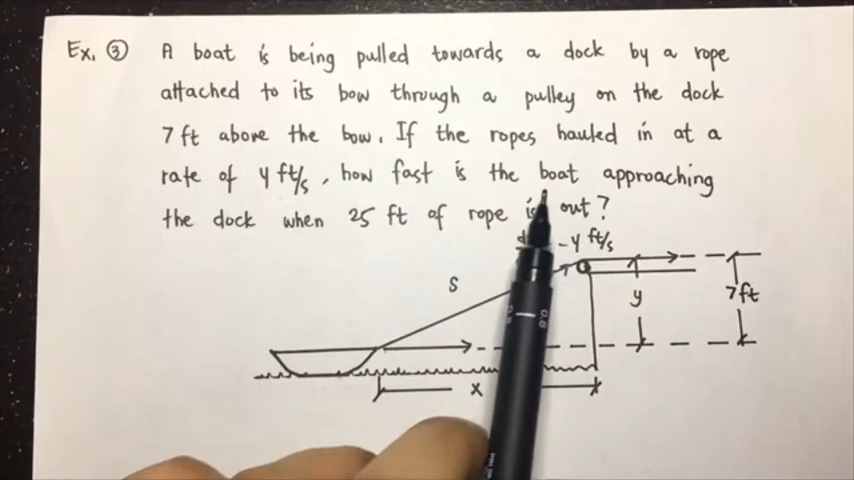 Ex. ③ A boat is being pulled towards a dock by a rope
attached to its bow through a pulley on the dock
7ft above the bow. If the ropes hauled in at a
rate of 4 ft/s, how fast is the boat approaching
the dock when 25 ft of rope is out?
-4 ft/s
S
y
7ft
x